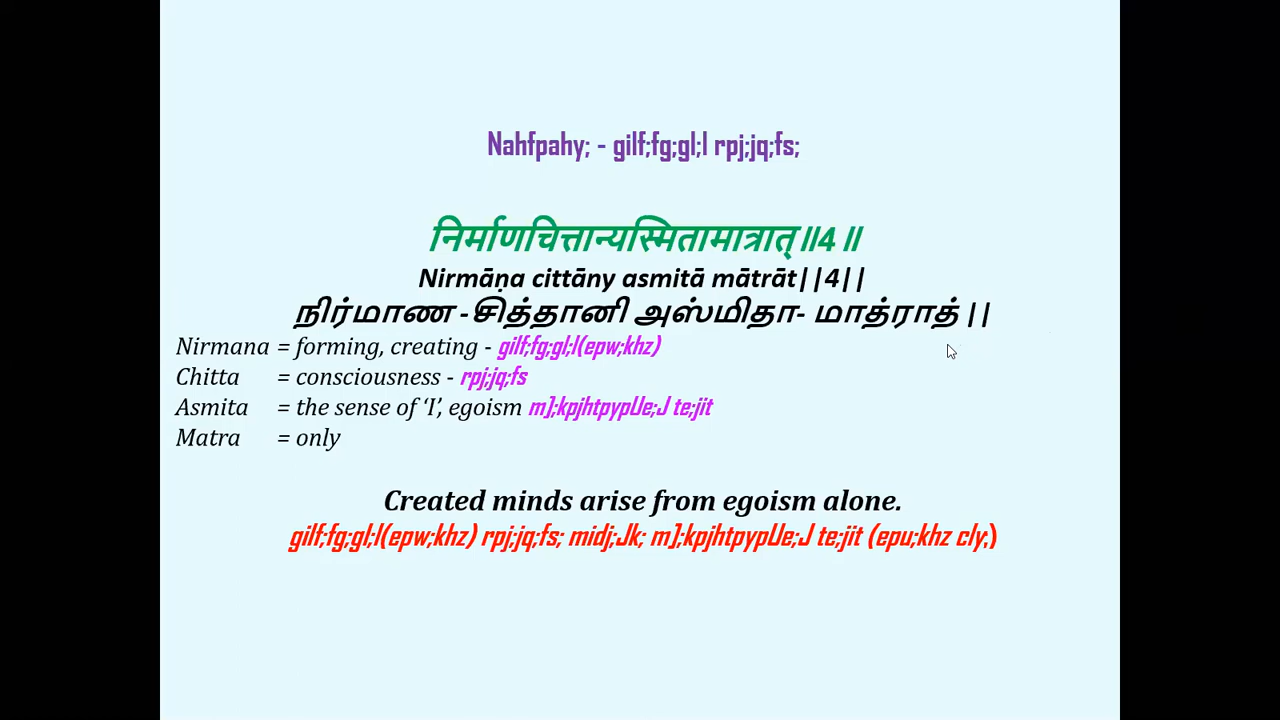 Nahfpahy; - gilf;fg;gl;l rpj;jq;fs;
निर्माणचित्तान्यस्मितामात्रात्॥4॥
Nirmāṇa cittāny asmitā mātrāt||4||
நிர்மாண -சித்தானி அஸ்மிதா- மாத்ராத் ||
Nirmana = forming, creating - gilf;fg;gl;l(epw;khz)
Chitta = consciousness - rpj;jq;fs
Asmita = the sense of ‘I’, egoism m];kpjhtpypUe;J te;jit
Matra = only
Created minds arise from egoism alone.
gilf;fg;gl;l(epw;khz) rpj;jq;fs; midj;Jk; m];kpjhtpypUe;J te;jit (epu;khz cly;)